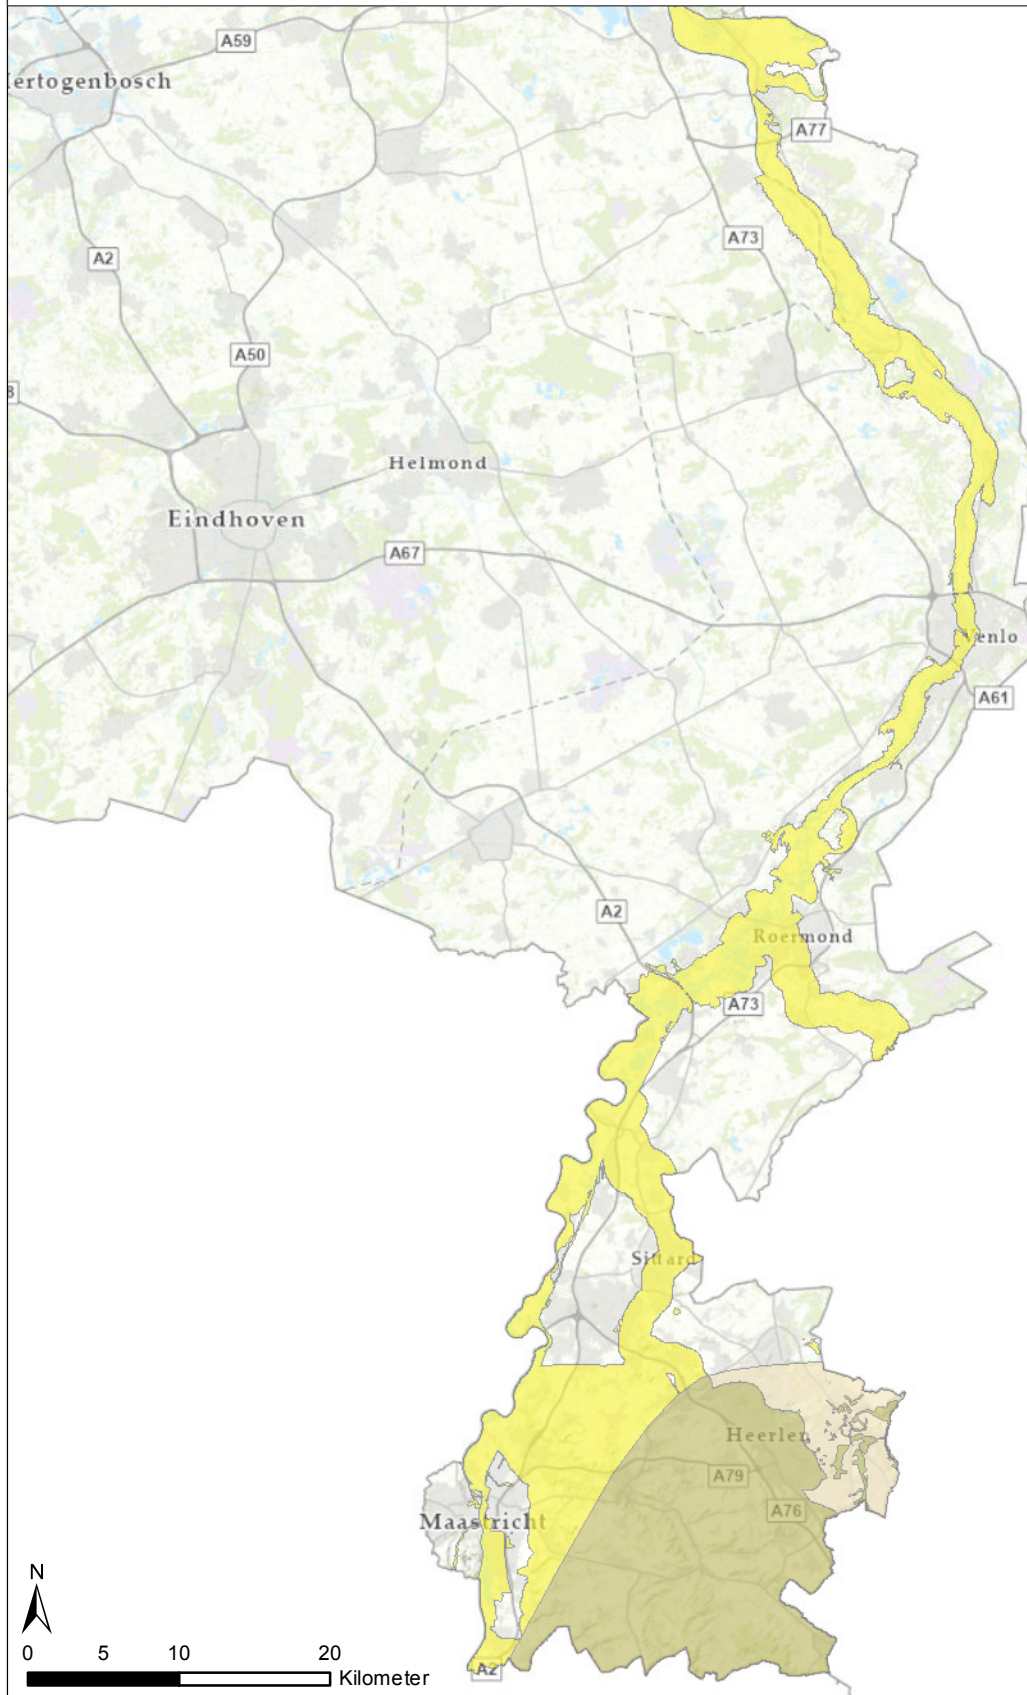 A59
ertogenbosch
A77
A73
A2
A50
Helmond
Eindhoven
A67
Venlo
A61
A2
Roermond
A73
Sittard
Heerlen
A79
A76
Maastricht
N
0 5 10 20
Kilometer
A2